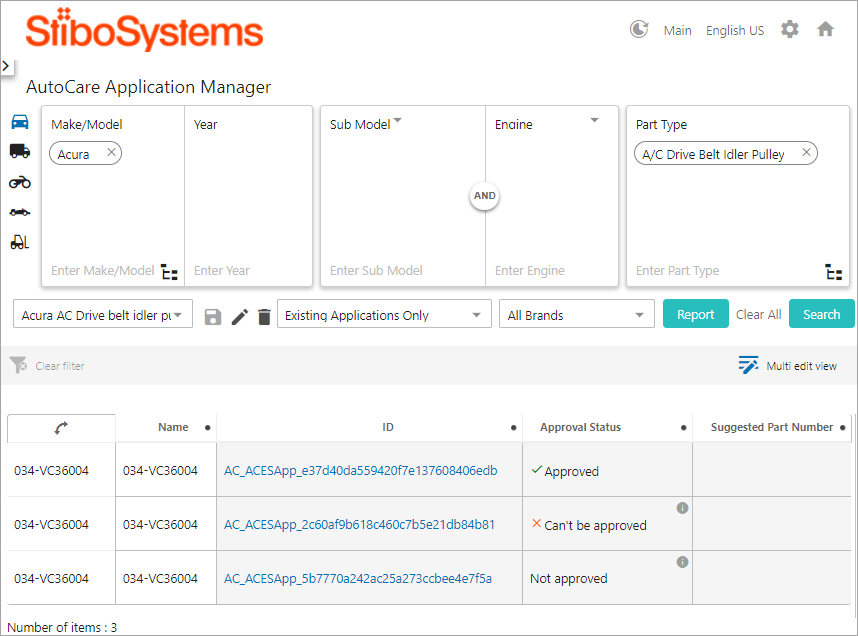 StiboSystems
Main English US
AutoCare Application Manager
Make/Model Year Sub Model Engine Part Type
Acura A/C Drive Belt Idler Pulley
AND
Enter Make/Model Enter Year Enter Sub Model Enter Engine Enter Part Type
Acura AC Drive belt idler pu Existing Applications Only All Brands Report Clear All Search
Clear filter Multi edit view
Name ID Approval Status Suggested Part Number
034-VC36004 034-VC36004 AC_ACESApp_e37d40da559420f7e137608406edb Approved
034-VC36004 034-VC36004 AC_ACESApp_2c60af9b618c460c7b5e21db84b81 Can't be approved
034-VC36004 034-VC36004 AC_ACESApp_5b7770a242ac25a273ccbee4e7f5a Not approved
Number of items : 3